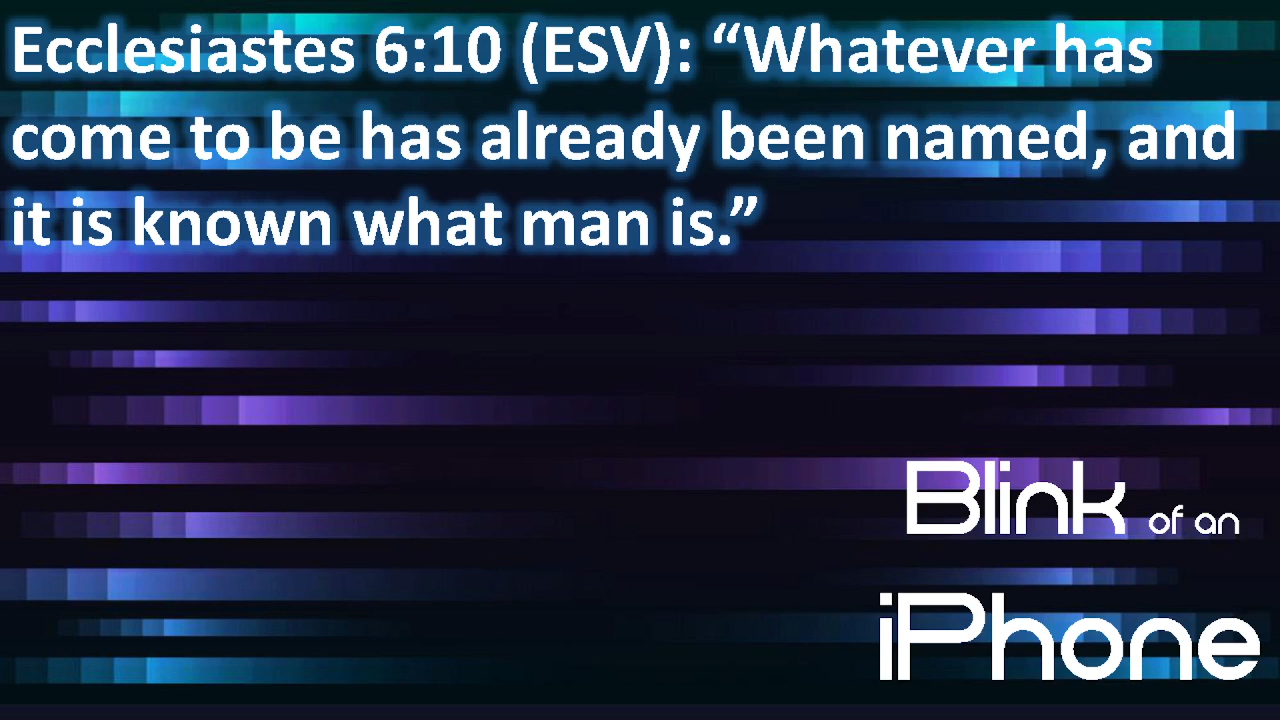 Ecclesiastes 6:10 (ESV): “Whatever has
come to be has already been named, and
it is known what man is.”
Blink of an
iPhone